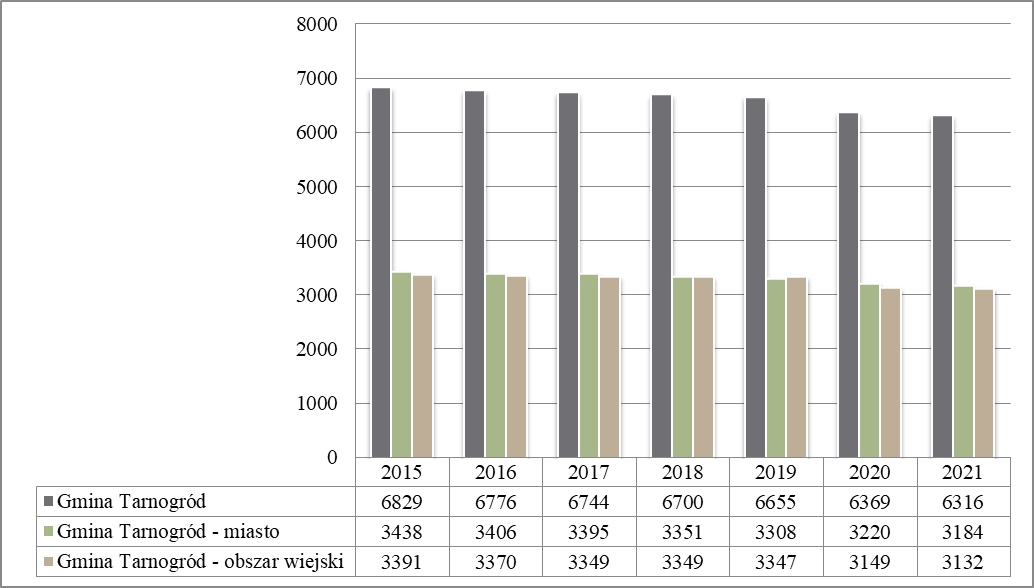 8000
7000
6000
5000
4000
3000
2000
1000
0
2015 2016 2017 2018 2019 2020 2021
Gmina Tarnogród 6829 6776 6744 6700 6655 6369 6316
Gmina Tarnogród - miasto 3438 3406 3395 3351 3308 3220 3184
Gmina Tarnogród - obszar wiejski 3391 3370 3349 3349 3347 3149 3132